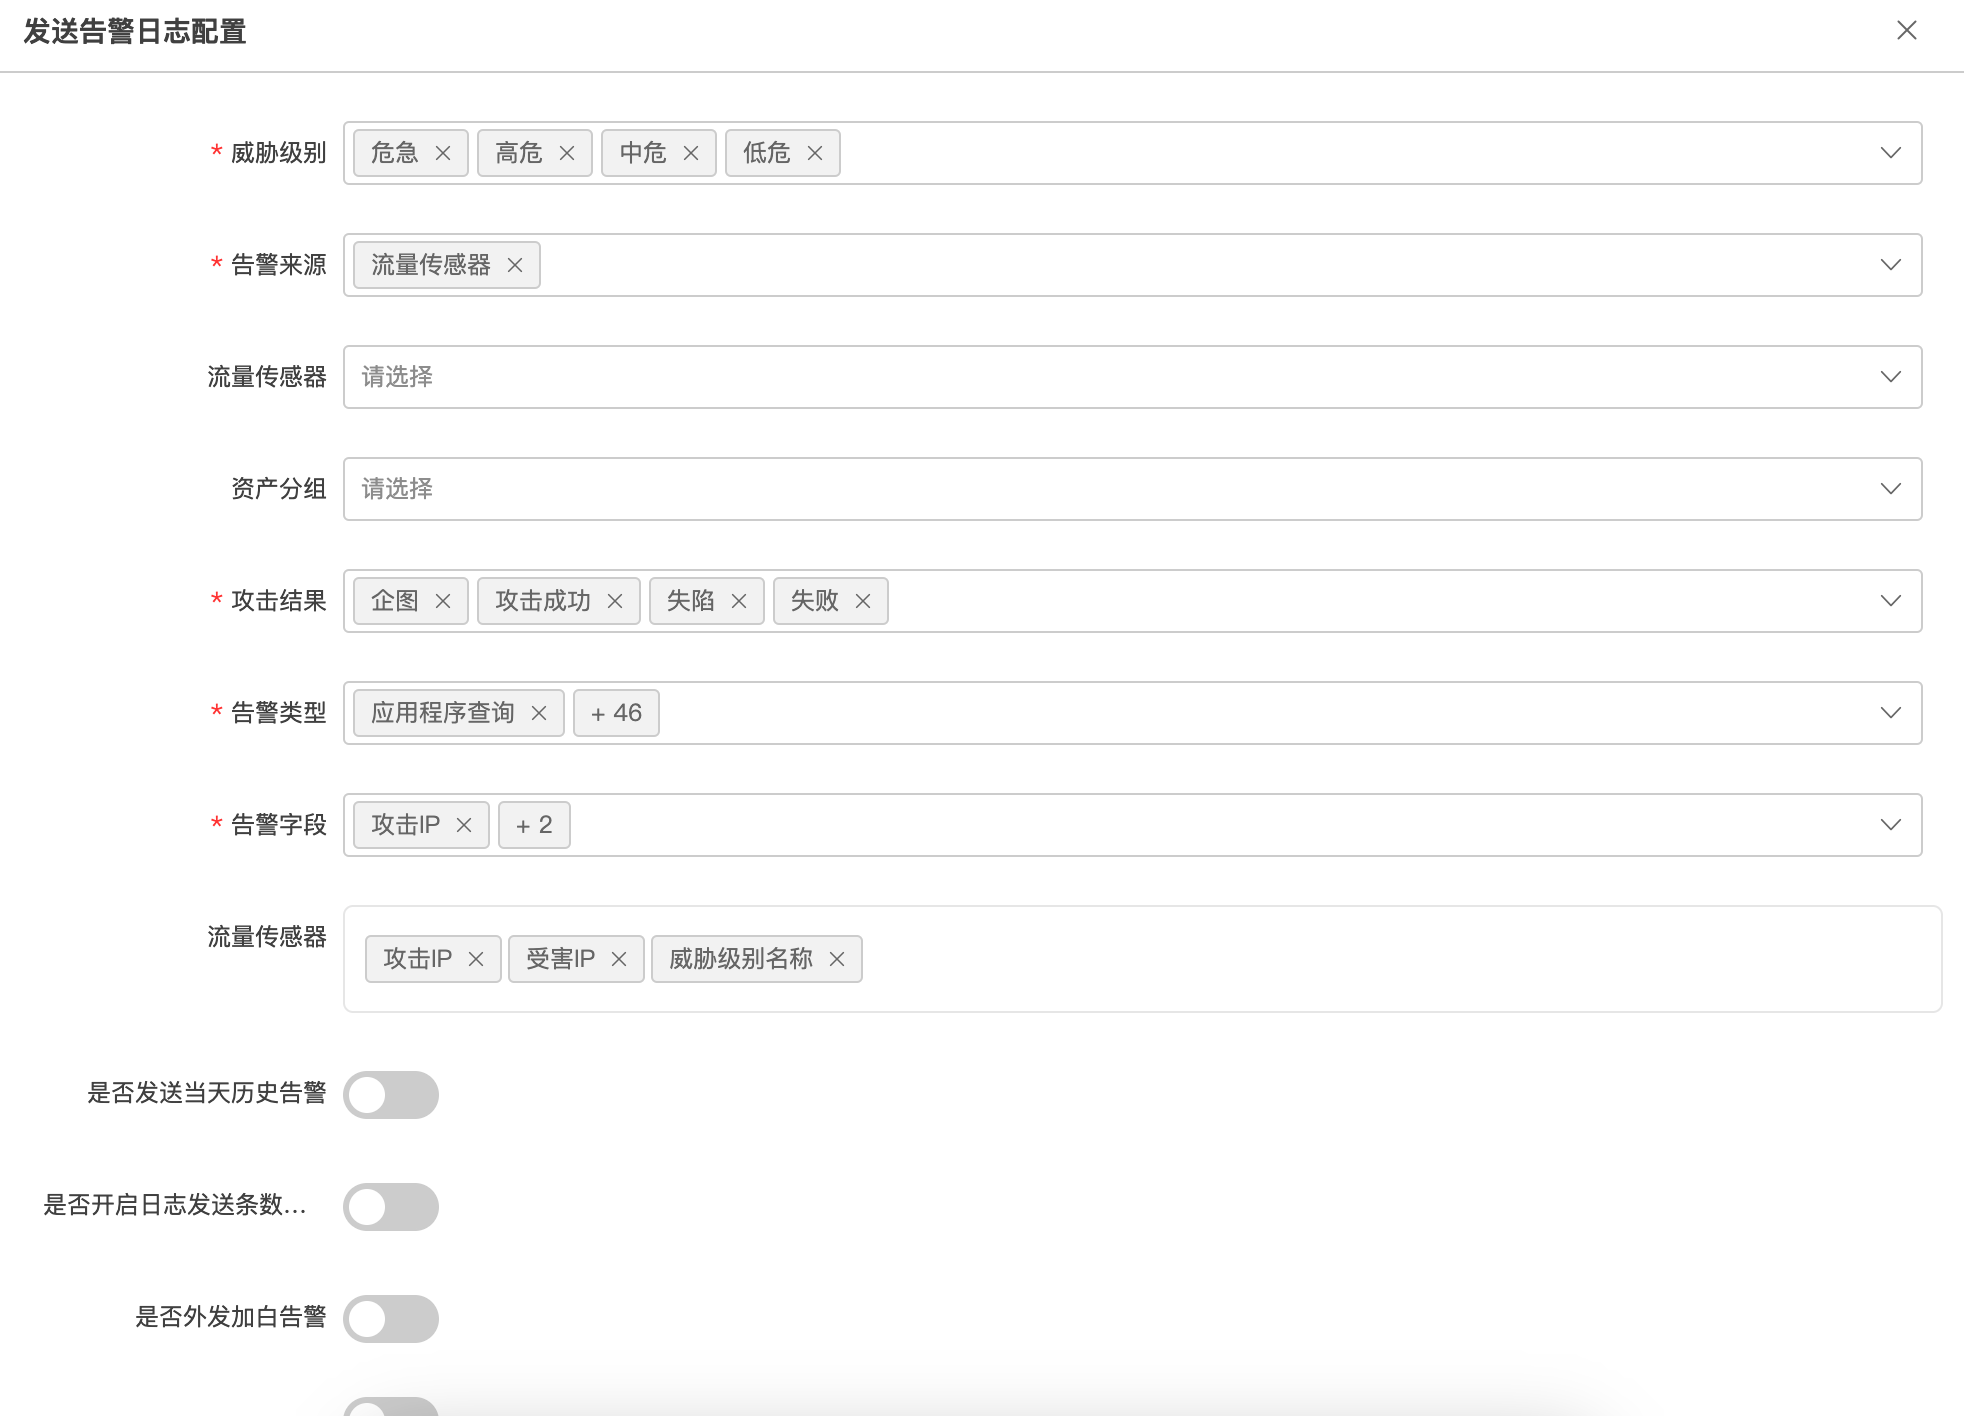 发送告警日志配置
* 威胁级别 危急 高危 中危 低危
* 告警来源 流量传感器
流量传感器 请选择
资产分组 请选择
* 攻击结果 企图 攻击成功 失陷 失败
* 告警类型 应用程序查询 + 46
* 告警字段 攻击IP + 2
流量传感器 攻击IP 受害IP 威胁级别名称
是否发送当天历史告警
是否开启日志发送条数...
是否外发加白告警